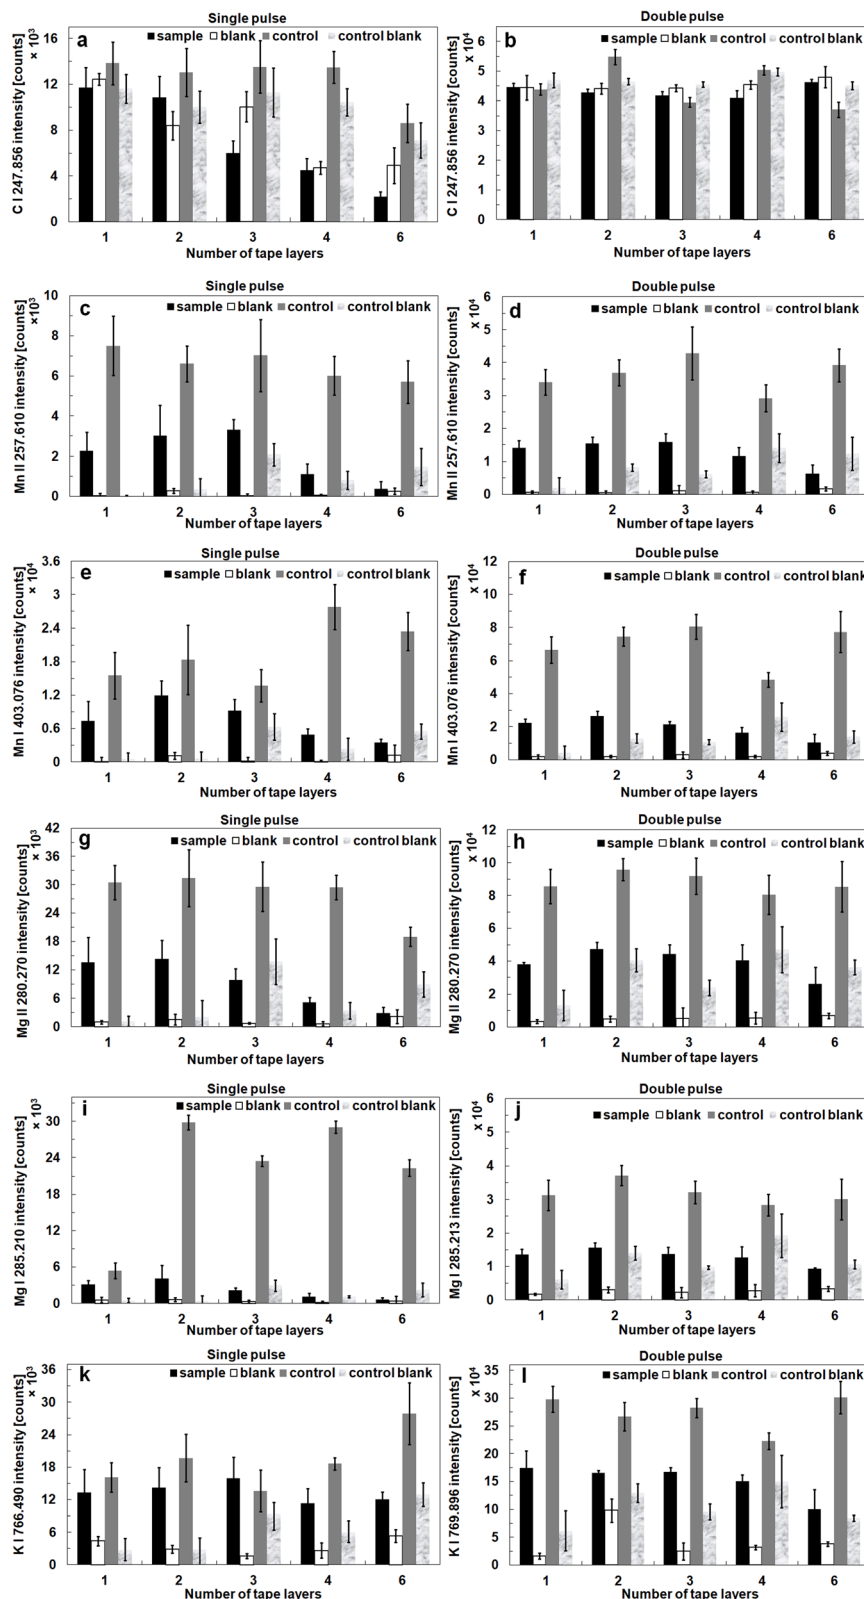 Single pulse
a
sample blank control control blank
C I 247.856 intensity [counts]
× 10³
16
12
8
4
0
1 2 3 4 6
Number of tape layers
Double pulse
b
sample blank control control blank
C I 247.856 intensity [counts]
x 10⁴
6
5
4
3
2
1
0
1 2 3 4 6
Number of tape layers
Single pulse
c
sample blank control control blank
Mn II 257.610 intensity [counts]
×10³
10
8
6
4
2
0
1 2 3 4 6
Number of tape layers
Double pulse
d
sample blank control control blank
Mn II 257.610 intensity [counts]
x 10⁴
6
5
4
3
2
1
0
1 2 3 4 6
Number of tape layers
Single pulse
e
sample blank control control blank
Mn I 403.076 intensity [counts]
× 10⁴
3.6
3
2.4
1.8
1.2
0.6
0
1 2 3 4 6
Number of tape layers
Double pulse
f
sample blank control control blank
Mn I 403.076 intensity [counts]
x 10⁴
12
10
8
6
4
2
0
1 2 3 4 6
Number of tape layers
Single pulse
g
sample blank control control blank
Mg II 280.270 intensity [counts]
× 10³
42
36
30
24
18
12
6
0
1 2 3 4 6
Number of tape layers
Double pulse
h
sample blank control control blank
Mg II 280.270 intensity [counts]
x 10⁴
12
10
8
6
4
2
0
1 2 3 4 6
Number of tape layers
Single pulse
i
sample blank control control blank
Mg I 285.210 intensity [counts]
× 10³
33
30
27
24
21
18
15
12
9
6
3
0
1 2 3 4 6
Number of tape layers
Double pulse
j
sample blank control control blank
Mg I 285.213 intensity [counts]
x 10⁴
6
5
4
3
2
1
0
1 2 3 4 6
Number of tape layers
Single pulse
k
sample blank control control blank
K I 766.490 intensity [counts]
× 10³
36
30
24
18
12
6
0
1 2 3 4 6
Number of tape layers
Double pulse
l
sample blank control control blank
K I 769.896 intensity [counts]
x 10⁴
35
30
25
20
15
10
5
0
1 2 3 4 6
Number of tape layers